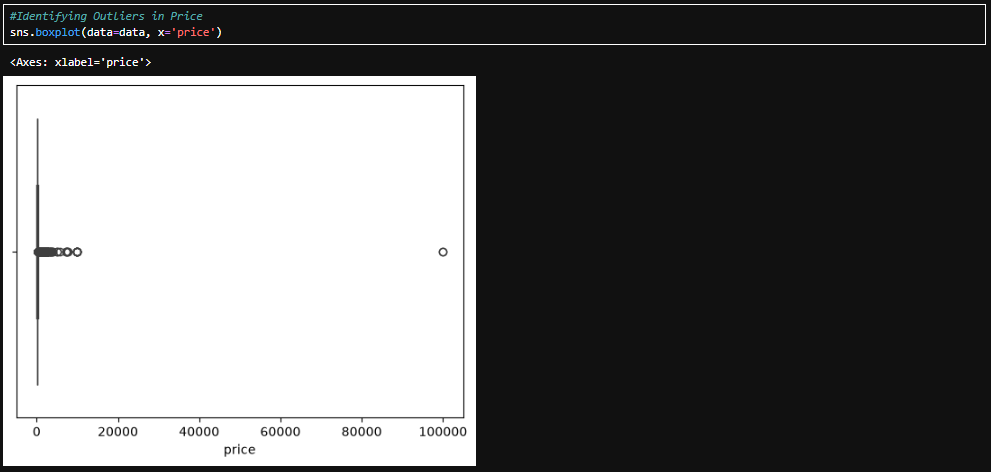 #Identifying Outliers in Price
sns.boxplot(data=data, x='price')
<Axes: xlabel='price'>
0 20000 40000 60000 80000 100000
price